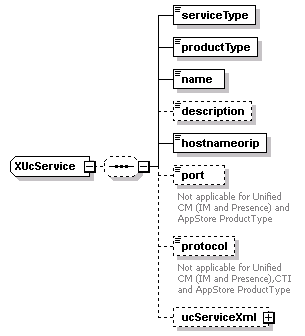 serviceType
productType
name
description
XUcService
hostnameorip
port
Not applicable for Unified
CM (IM and Presence) and
AppStore ProductType
protocol
Not applicable for Unified
CM (IM and Presence),CTI
and AppStore ProductType
ucServiceXml